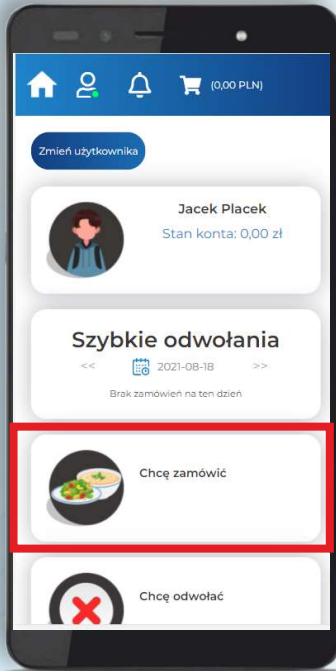 (0,00 PLN)
Zmień użytkownika
Jacek Placek
Stan konta: 0,00 zł
Szybkie odwołania
<< 2021-08-18 >>
Brak zamówień na ten dzień
Chcę zamówić
Chcę odwołać